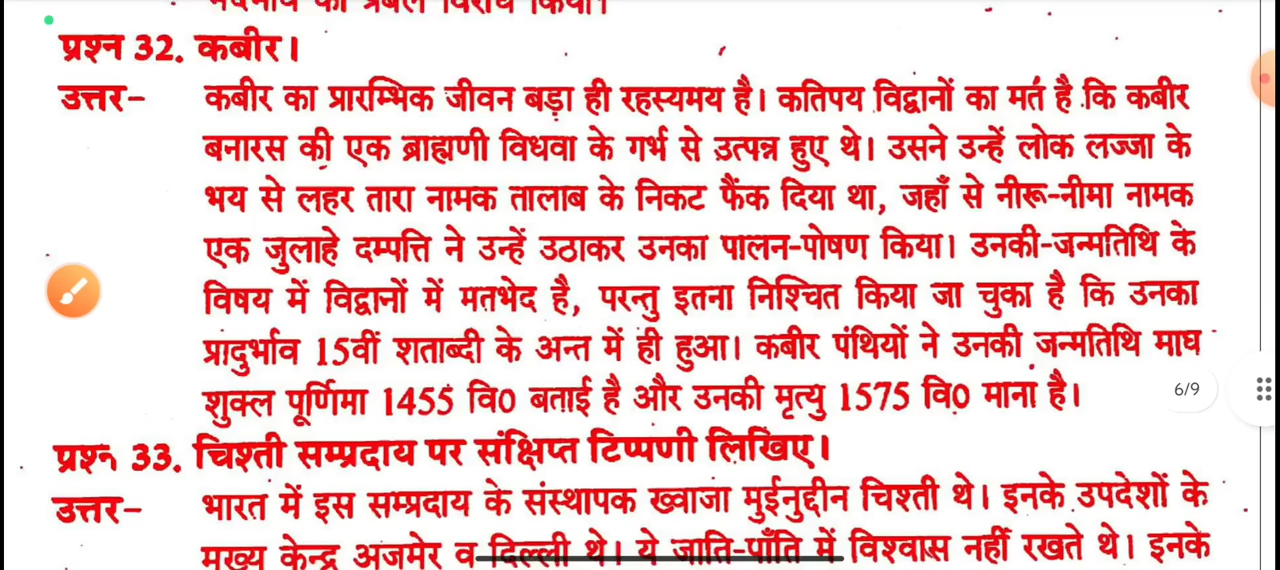 प्रश्न 32. कबीर।
उत्तर- कबीर का प्रारम्भिक जीवन बड़ा ही रहस्यमय है। कतिपय विद्वानों का मत है कि कबीर
बनारस की एक ब्राह्मणी विधवा के गर्भ से उत्पन्न हुए थे। उसने उन्हें लोक लज्जा के
भय से लहर तारा नामक तालाब के निकट फैंक दिया था, जहाँ से नीरू-नीमा नामक
एक जुलाहे दम्पत्ति ने उन्हें उठाकर उनका पालन-पोषण किया। उनकी-जन्मतिथि के
विषय में विद्वानों में मतभेद है, परन्तु इतना निश्चित किया जा चुका है कि उनका
प्रादुर्भाव 15वीं शताब्दी के अन्त में ही हुआ। कबीर पंथियों ने उनकी जन्मतिथि माघ
शुक्ल पूर्णिमा 1455 वि0 बताई है और उनकी मृत्यु 1575 वि0 माना है।
6/9
प्रश्न 33. चिश्ती सम्प्रदाय पर संक्षिप्त टिप्पणी लिखिए।
उत्तर- भारत में इस सम्प्रदाय के संस्थापक ख्वाजा मुईनुद्दीन चिश्ती थे। इनके उपदेशों के
मुख्य केन्द्र अजमेर व दिल्ली थे। ये जाति-पाँति में विश्वास नहीं रखते थे। इनके